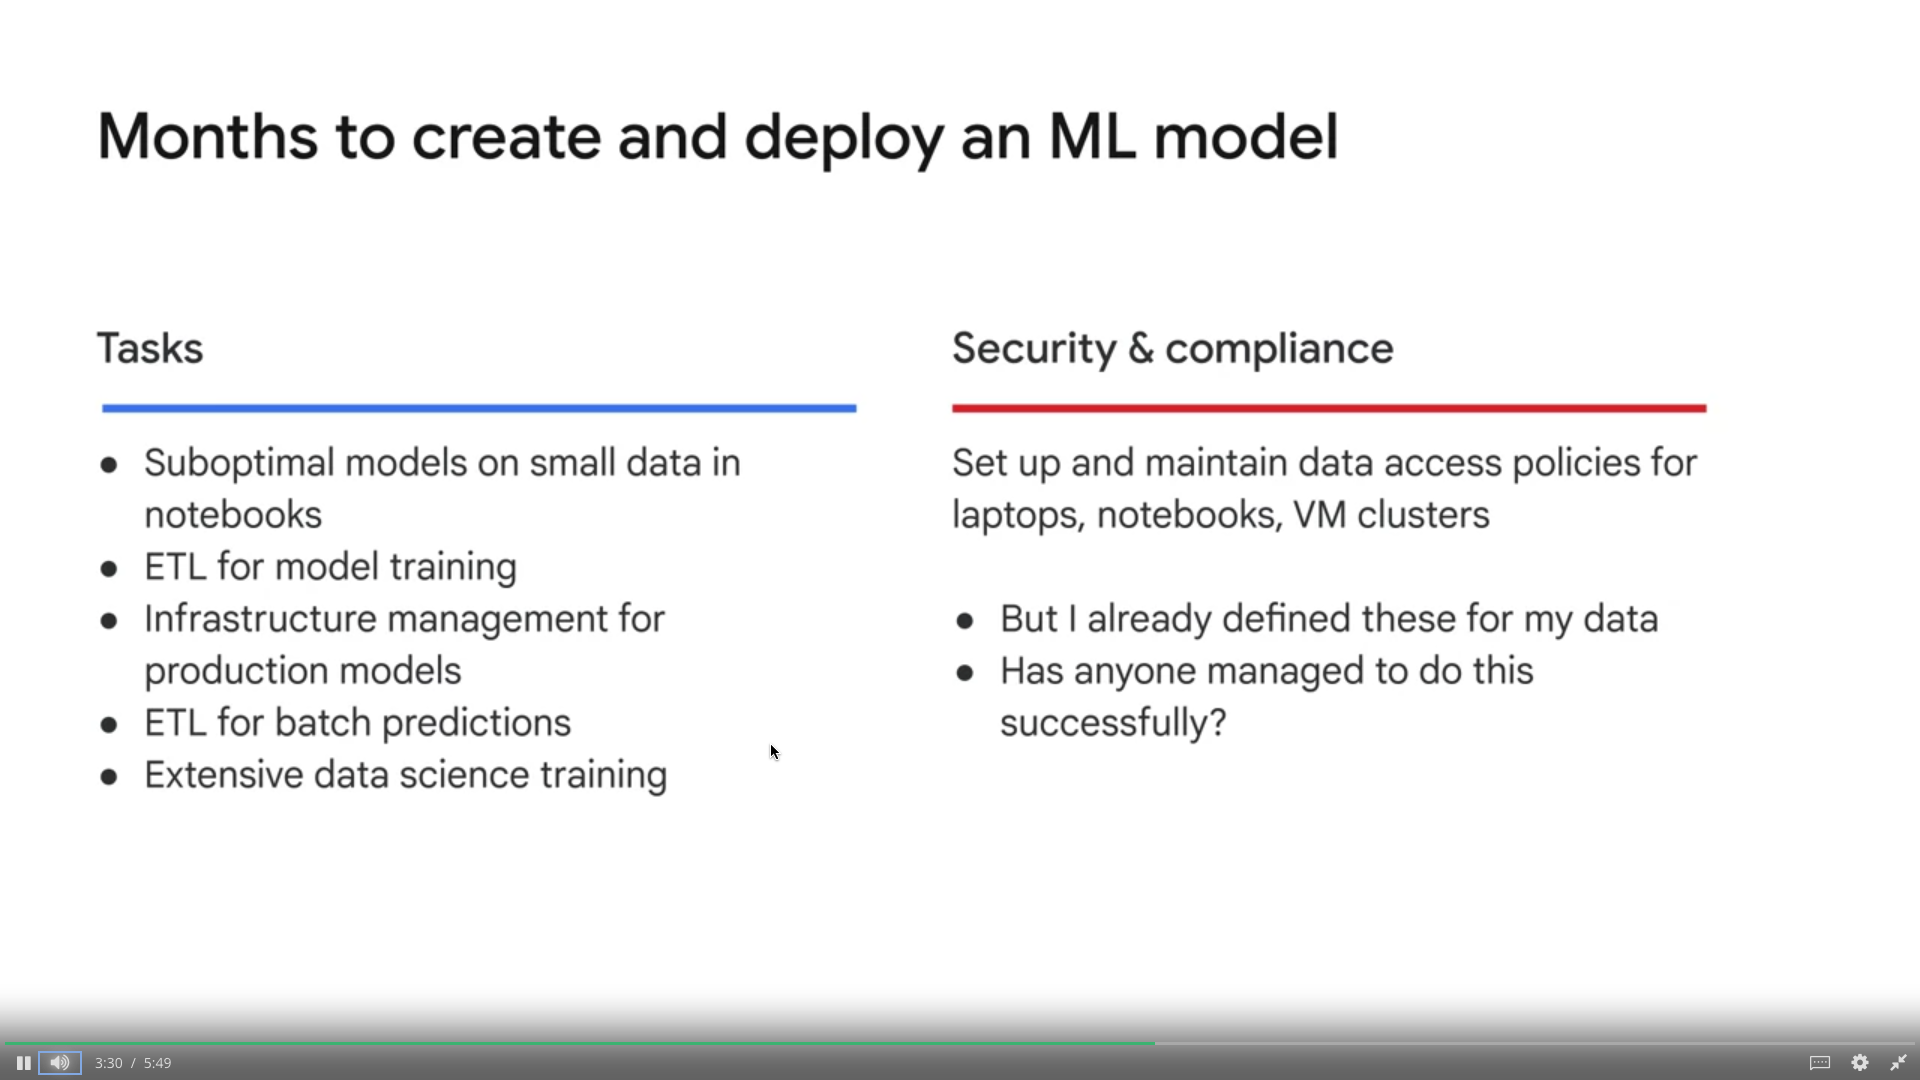 Months to create and deploy an ML model
Tasks
● Suboptimal models on small data in
notebooks
● ETL for model training
● Infrastructure management for
production models
● ETL for batch predictions
● Extensive data science training
Security & compliance
Set up and maintain data access policies for
laptops, notebooks, VM clusters
● But I already defined these for my data
● Has anyone managed to do this
successfully?
3:30 / 5:49